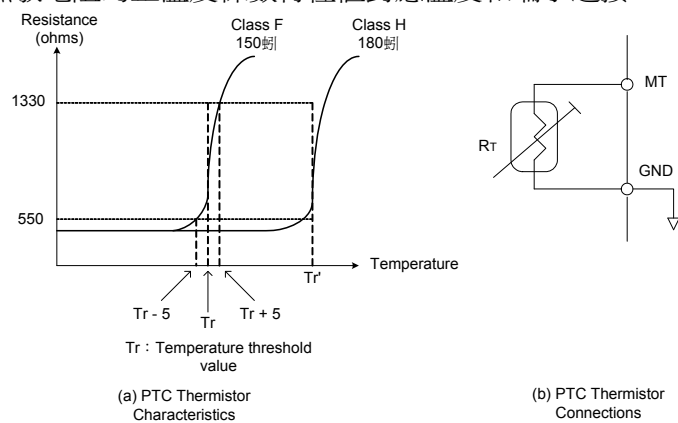 Resistance
(ohms)
Class F
150蚓
Class H
180蚓
1330
550
Temperature
Tr'
Tr - 5
Tr
Tr + 5
Tr：Temperature threshold
value
(a) PTC Thermistor
Characteristics
MT
RT
GND
(b) PTC Thermistor
Connections